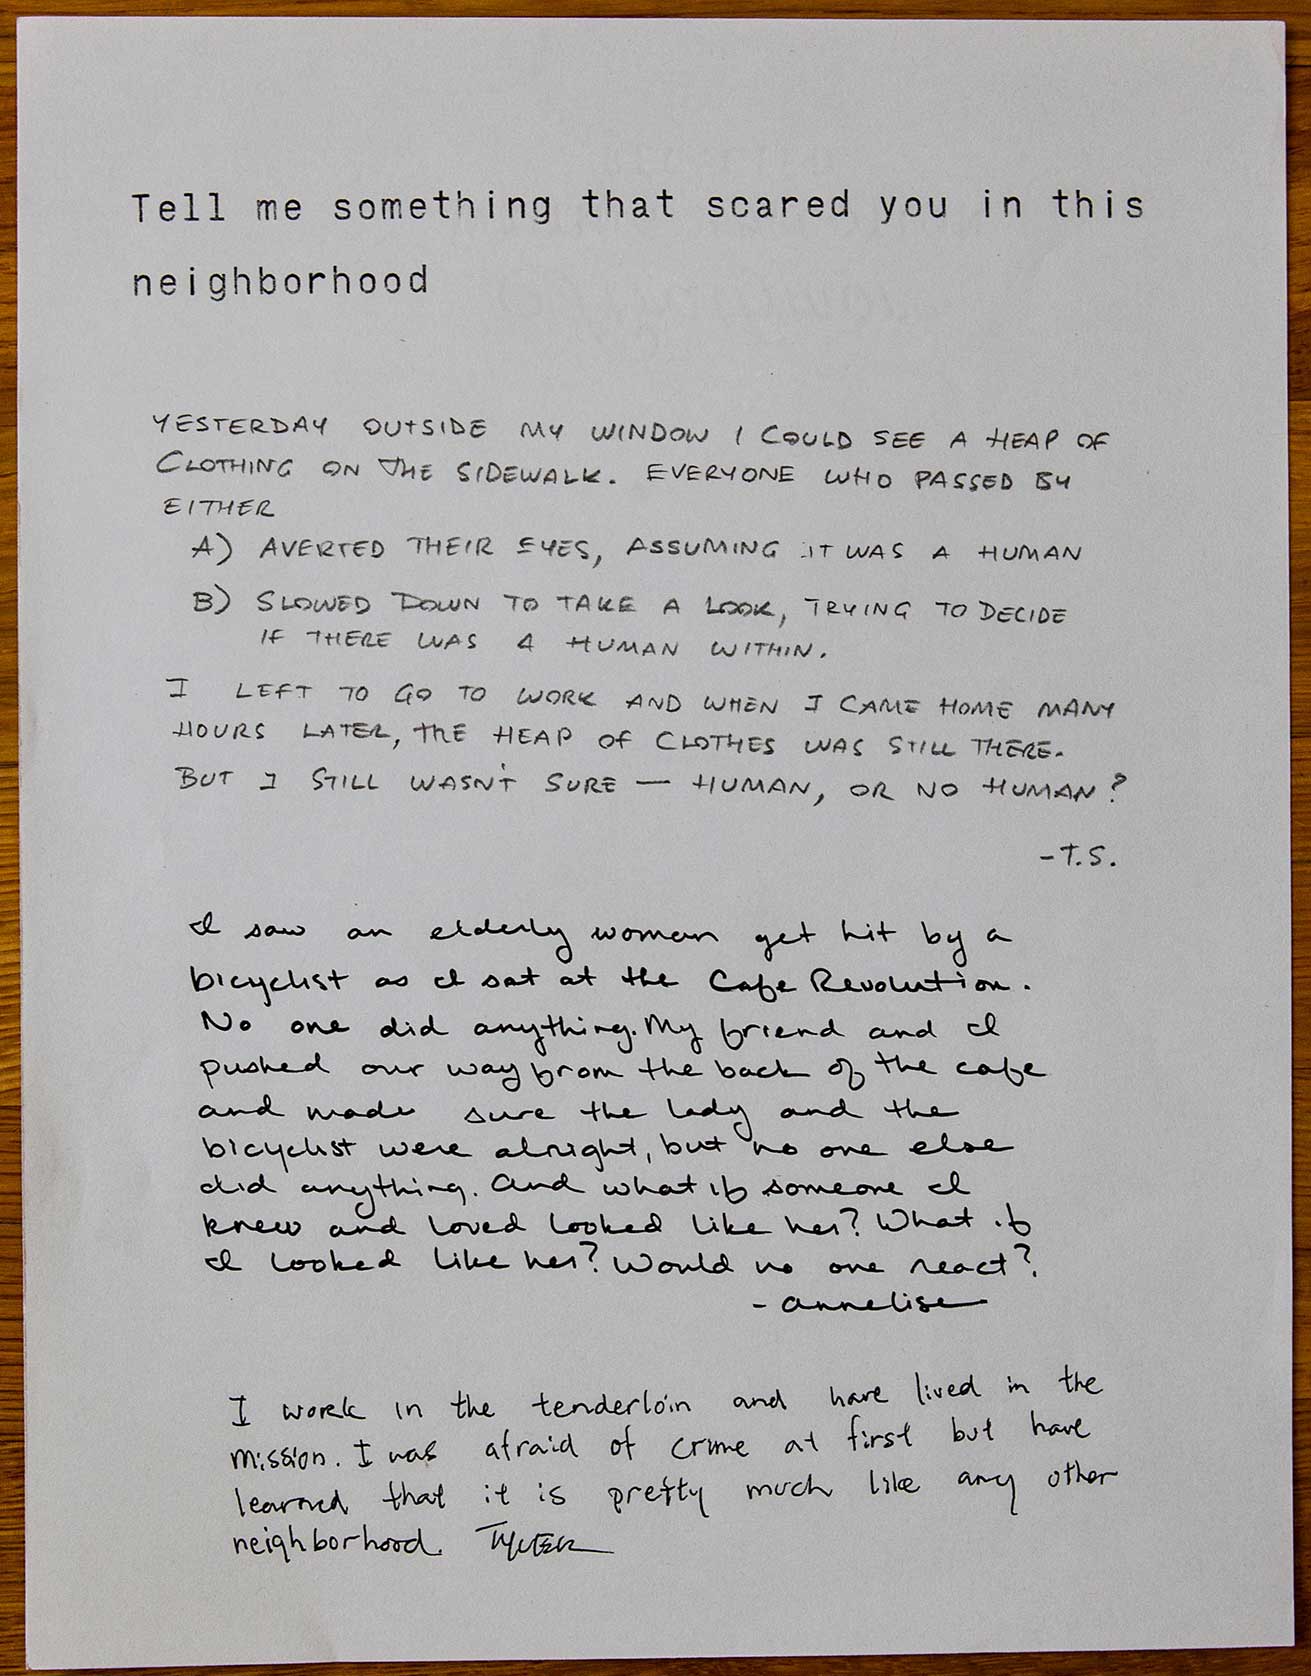 Tell me something that scared you in this
neighborhood
YESTERDAY OUTSIDE MY WINDOW I COULD SEE A HEAP OF
CLOTHING ON THE SIDEWALK. EVERYONE WHO PASSED BY
EITHER
A) AVERTED THEIR EYES, ASSUMING IT WAS A HUMAN
B) SLOWED DOWN TO TAKE A LOOK, TRYING TO DECIDE
IF THERE WAS A HUMAN WITHIN.
I LEFT TO GO TO WORK AND WHEN I CAME HOME MANY
HOURS LATER, THE HEAP OF CLOTHES WAS STILL THERE.
BUT I STILL WASN'T SURE — HUMAN, OR NO HUMAN?
-T.S.
I saw an elderly woman get hit by a
bicyclist as I sat at the Cafe Revolution.
No one did anything. My friend and I
pushed our way from the back of the cafe
and made sure the lady and the
bicyclist were alright, but no one else
did anything. And what if someone I
knew and loved looked like her? What if
I looked like her? Would no one react?
- Annelise
I work in the tenderloin and have lived in the
mission. I was afraid of crime at first but have
learned that it is pretty much like any other
neighborhood. TYLER